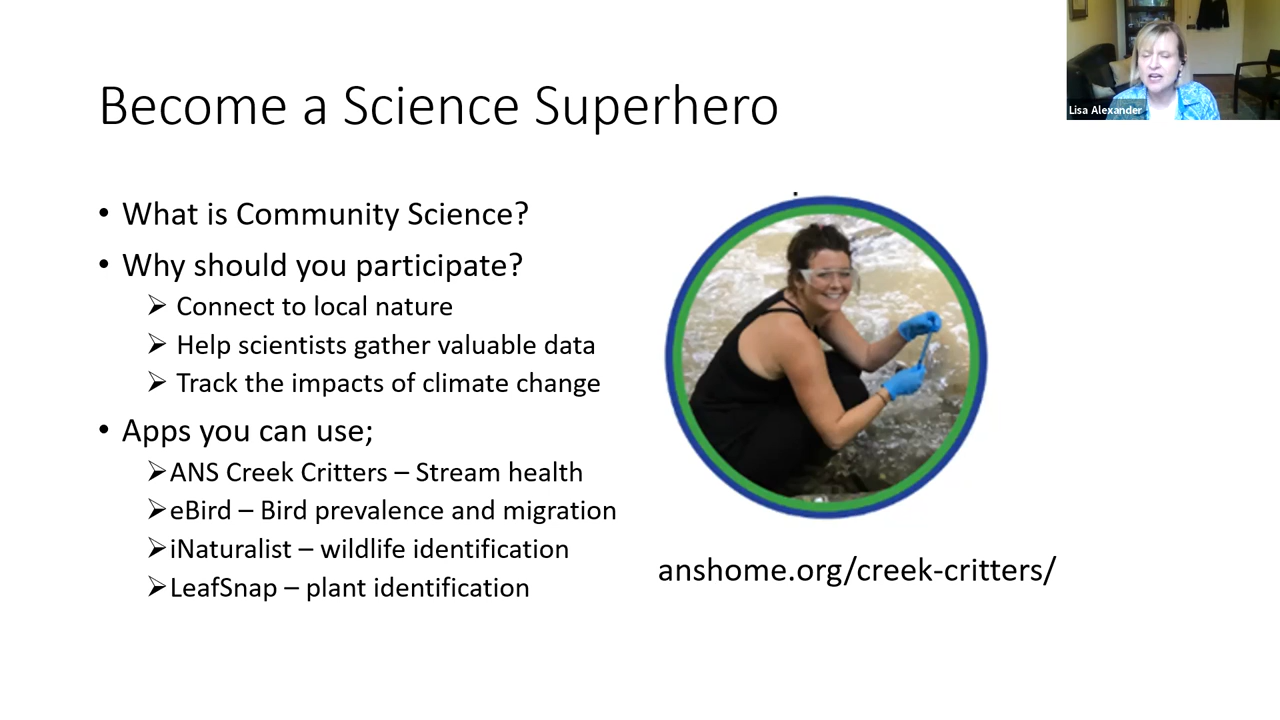 Become a Science Superhero
Lisa Alexander
• What is Community Science?
• Why should you participate?
➢ Connect to local nature
➢ Help scientists gather valuable data
➢ Track the impacts of climate change
• Apps you can use;
➢ANS Creek Critters – Stream health
➢eBird – Bird prevalence and migration
➢iNaturalist – wildlife identification
➢LeafSnap – plant identification
anshome.org/creek-critters/